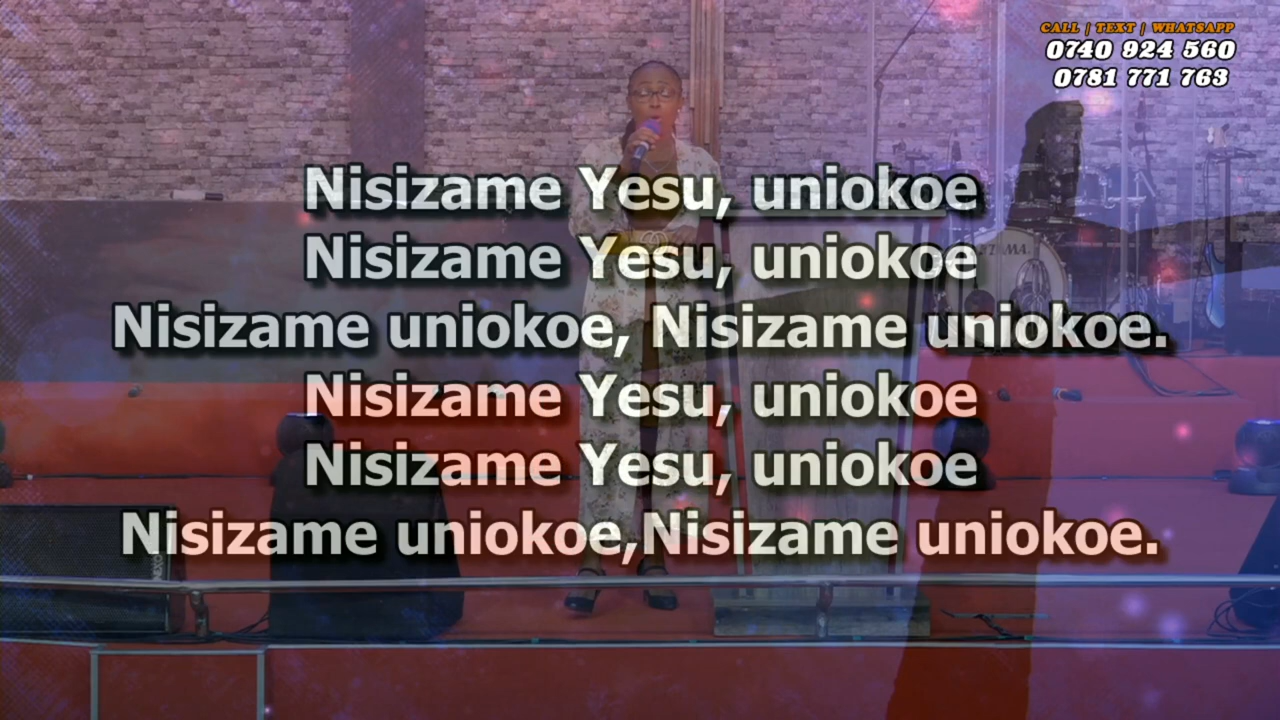 CALL | TEXT | WHATSAPP
0740 924 560
0781 771 763
Nisizame Yesu, uniokoe
Nisizame Yesu, uniokoe
Nisizame uniokoe, Nisizame uniokoe.
Nisizame Yesu, uniokoe
Nisizame Yesu, uniokoe
Nisizame uniokoe,Nisizame uniokoe.